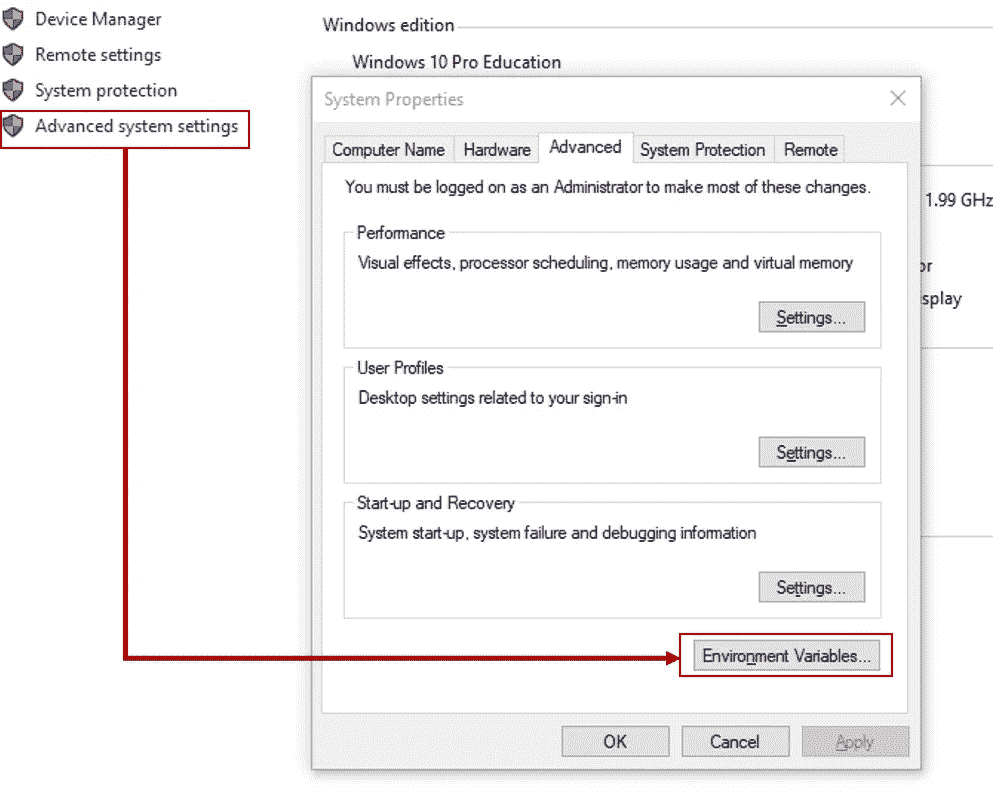 Device Manager
Remote settings
System protection
Advanced system settings
Windows edition
Windows 10 Pro Education
System Properties
Computer Name
Hardware
Advanced
System Protection
Remote
You must be logged on as an Administrator to make most of these changes.
Performance
Visual effects, processor scheduling, memory usage and virtual memory
Settings...
User Profiles
Desktop settings related to your sign-in
Settings...
Start-up and Recovery
System start-up, system failure and debugging information
Settings...
Environment Variables...
OK
Cancel
Apply
1.99 GHz
or
splay